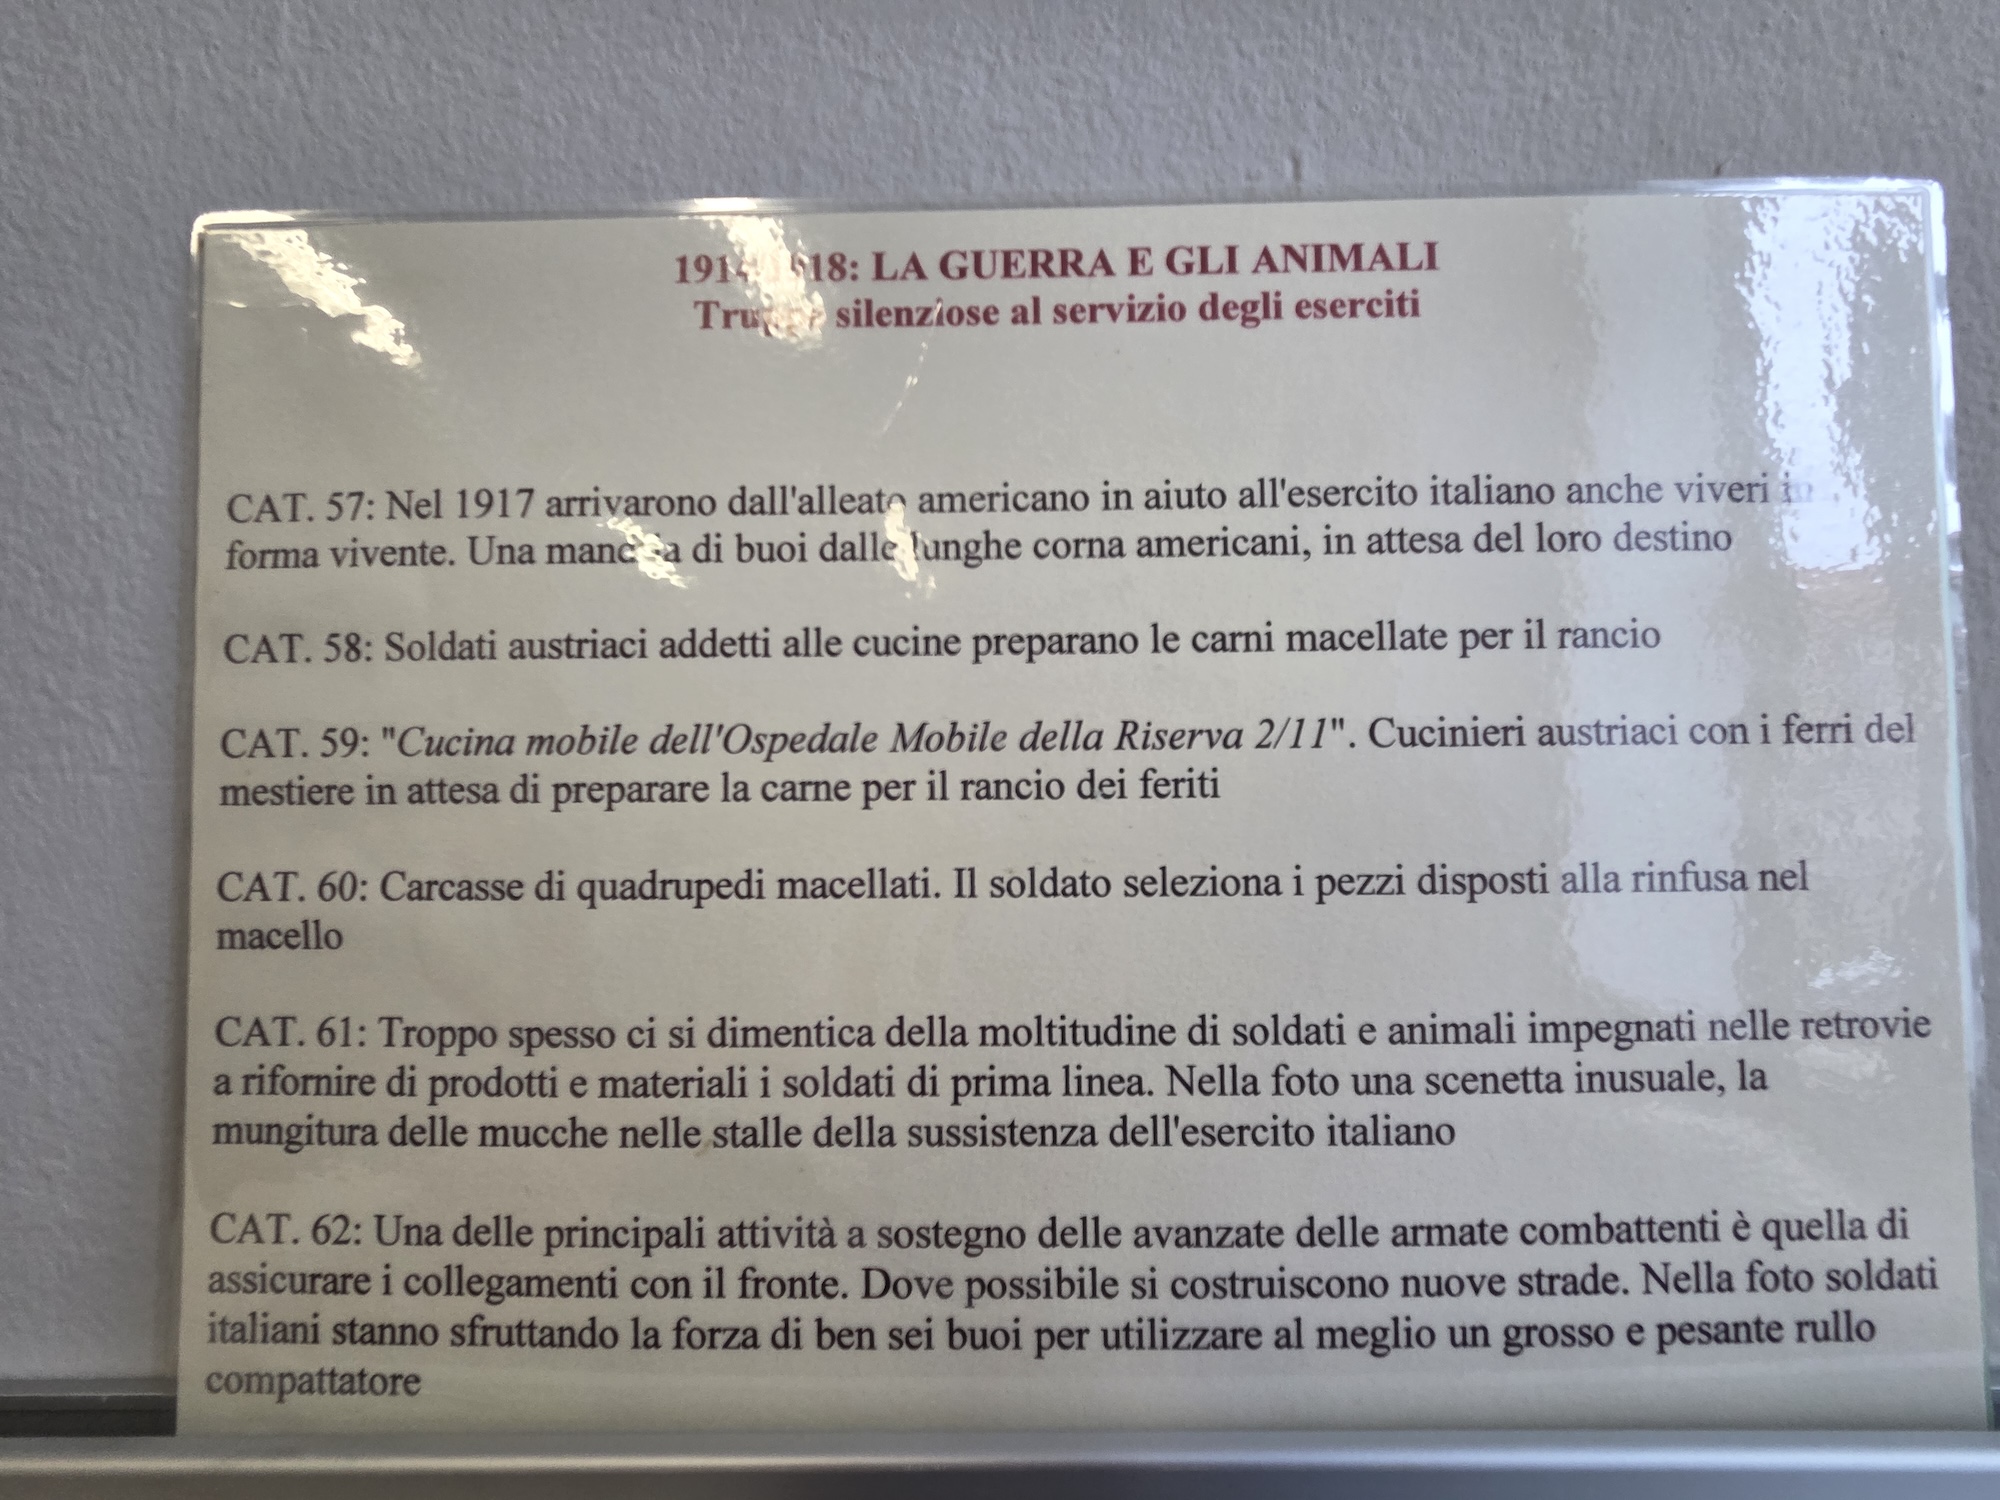 LA GUERRA E GLI ANIMALI
silenziose al servizio degli eserciti
CAT. 57: Nel 1917 arrivarono dall'alleato americano in aiuto all'esercito italiano anche viveri in
forma vivente. Una di buoi dalle lunghe corna americani, in attesa del loro destino
CAT. 58: Soldati austriaci addetti alle cucine preparano le carni macellate per il rancio
CAT. 59: "Cucina mobile dell'Ospedale Mobile della Riserva 2/11". Cucinieri austriaci con i ferri del
mestiere in attesa di preparare la carne per il rancio dei feriti
CAT. 60: Carcasse di quadrupedi macellati. Il soldato seleziona i pezzi disposti alla rinfusa nel
macello
CAT. 61: Troppo spesso ci si dimentica della moltitudine di soldati e animali impegnati nelle retrovie
a rifornire di prodotti e materiali i soldati di prima linea. Nella foto una scenetta inusuale, la
mungitura delle mucche nelle stalle della sussistenza dell'esercito italiano
CAT. 62: Una delle principali attività a sostegno delle avanzate delle armate combattenti è quella di
assicurare i collegamenti con il fronte. Dove possibile si costruiscono nuove strade. Nella foto soldati
italiani stanno sfruttando la forza di ben sei buoi per utilizzare al meglio un grosso e pesante rullo
compattatore